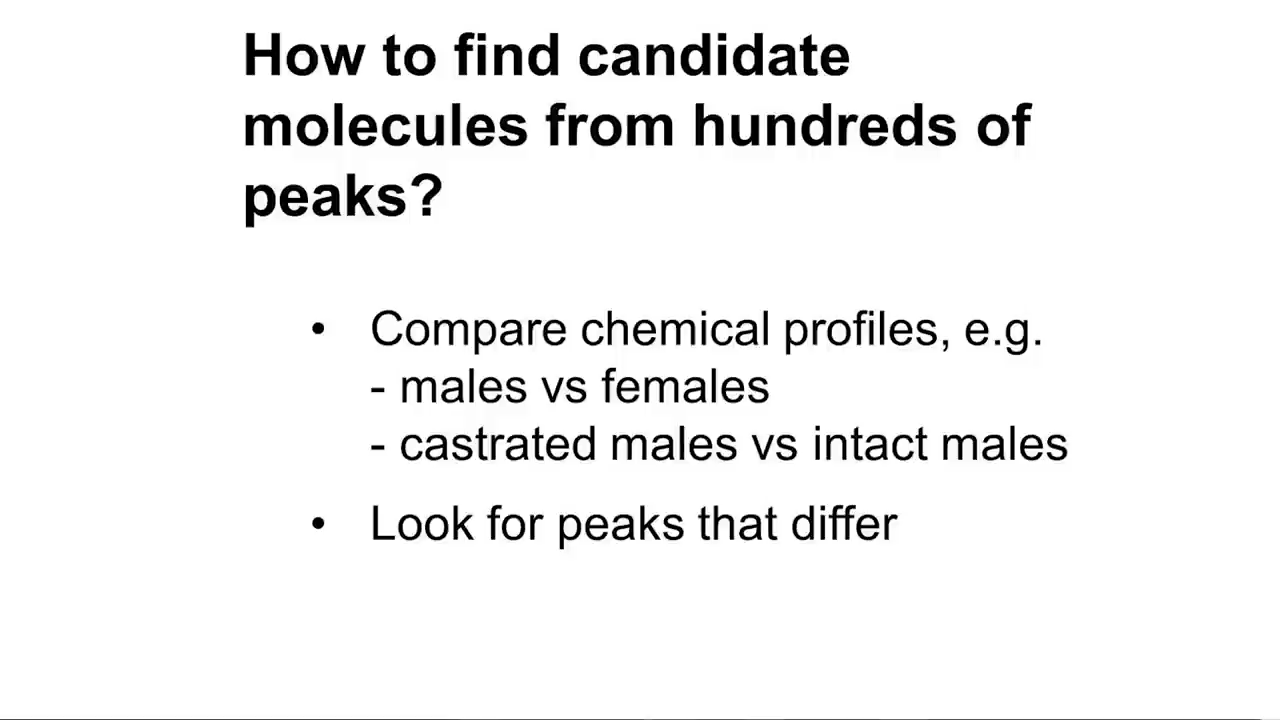 How to find candidate
molecules from hundreds of
peaks?
• Compare chemical profiles, e.g.
- males vs females
- castrated males vs intact males
• Look for peaks that differ